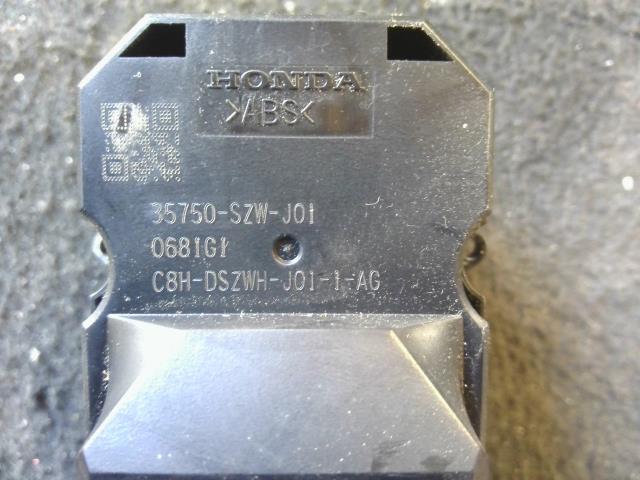 HONDA
>ABS<
35750-SZW-J01
0681G1
C8H-DSZWH-J01-1-AG